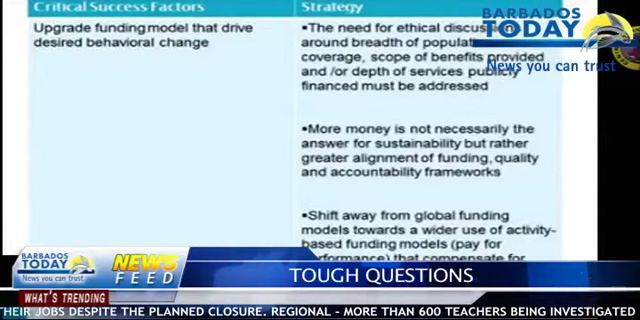 Critical Success Factors
Strategy
BARBADOS
TODAY
News you can trust
Upgrade funding model that drive
desired behavioral change
▪The need for ethical discussions
around breadth of
coverage, scope of benefits provided
and /or depth of services publicly
financed must be addressed
▪More money is not necessarily the
answer for sustainability but rather
greater alignment of funding, quality
and accountability frameworks
▪Shift away from global funding
models towards a wider use of activity-
based funding models (pay for
performance) that compensate for
BARBADOS
TODAY
News you can trust
NEWS
FEED
TOUGH QUESTIONS
WHAT'S TRENDING
THEIR JOBS DESPITE THE PLANNED CLOSURE. REGIONAL - MORE THAN 600 TEACHERS BEING INVESTIGATED